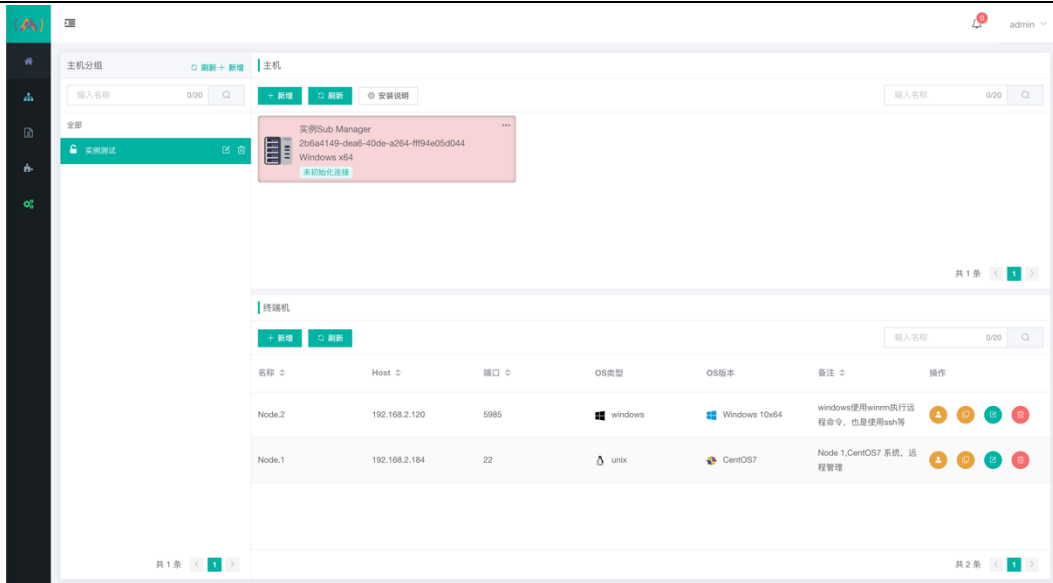 0
admin
主机分组
刷新 + 新增
输入名称 0/20
全部
实例测试
共 1 条 < 1 >
主机
+ 新增 刷新 安装说明
输入名称 0/20
实例Sub Manager
2b6a4149-dea6-40de-a264-fff94e05d044
Windows x64
未初始化连接
共 1 条 < 1 >
终端机
+ 新增 刷新
输入名称 0/20
名称 Host 端口 OS类型 OS版本 备注 操作
Node.2 192.168.2.120 5985 windows Windows 10x64 windows使用winrm执行远
程命令，也是使用ssh等
Node.1 192.168.2.184 22 unix CentOS7 Node 1,CentOS7 系统，远
程管理
共 2 条 < 1 >